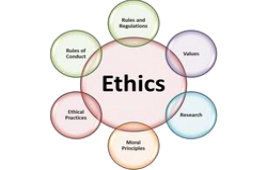 Rules and
Regulations
Rules of
Conduct
Values
Ethics
Ethical
Practices
Research
Moral
Principles